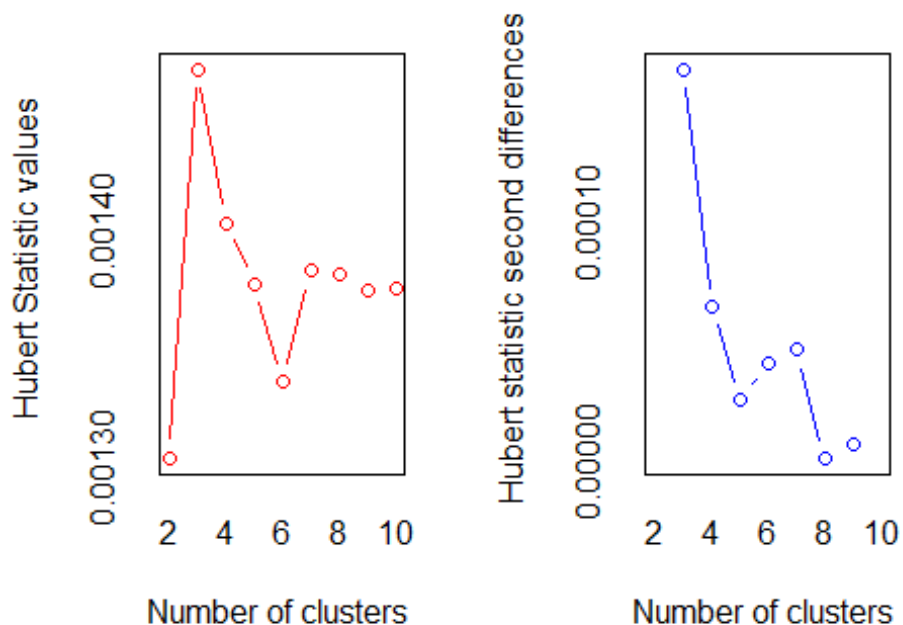 Hubert Statistic values
0.00130
0.00140
2 4 6 8 10
Number of clusters
Hubert statistic second differences
0.00000
0.00010
2 4 6 8 10
Number of clusters